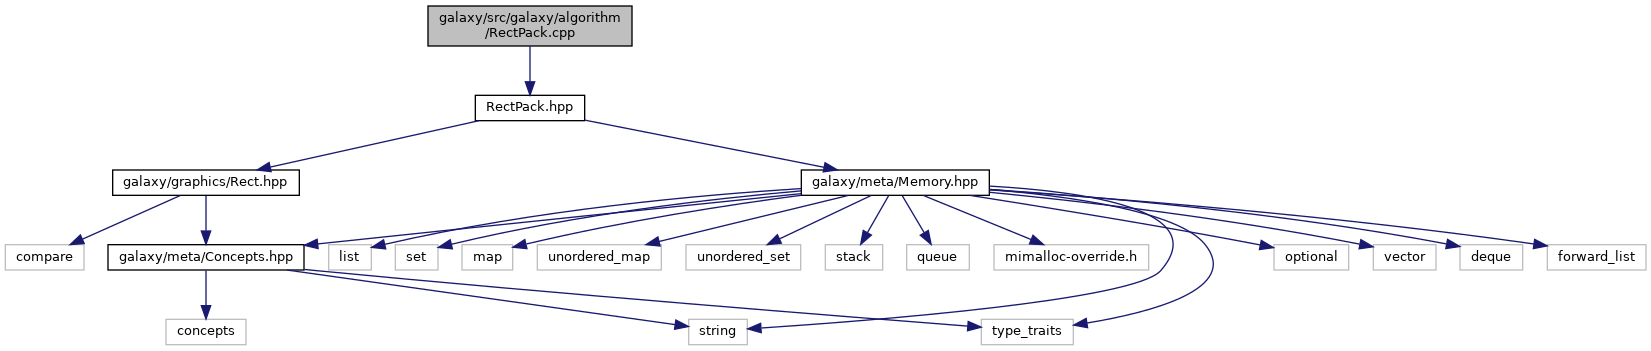 galaxy/src/galaxy/algorithm
/RectPack.cpp
RectPack.hpp
galaxy/graphics/Rect.hpp
galaxy/meta/Memory.hpp
compare
galaxy/meta/Concepts.hpp
list
set
map
unordered_map
unordered_set
stack
queue
mimalloc-override.h
optional
vector
deque
forward_list
concepts
string
type_traits